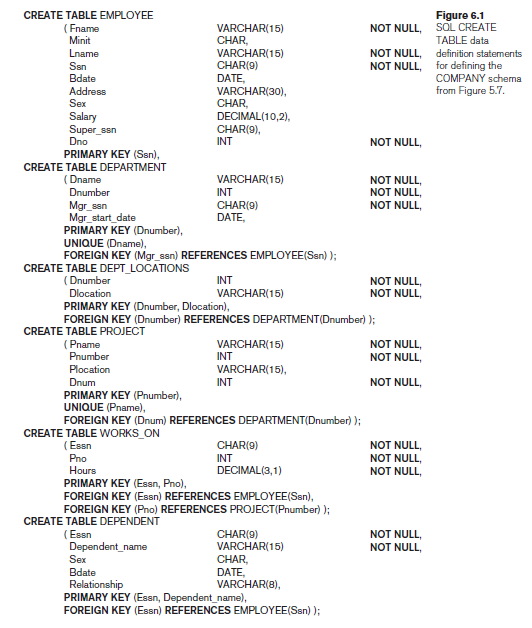 CREATE TABLE EMPLOYEE
( Fname VARCHAR(15) NOT NULL,
Minit CHAR,
Lname VARCHAR(15) NOT NULL,
Ssn CHAR(9) NOT NULL,
Bdate DATE,
Address VARCHAR(30),
Sex CHAR,
Salary DECIMAL(10,2),
Super_ssn CHAR(9),
Dno INT NOT NULL,
PRIMARY KEY (Ssn),
CREATE TABLE DEPARTMENT
( Dname VARCHAR(15) NOT NULL,
Dnumber INT NOT NULL,
Mgr_ssn CHAR(9) NOT NULL,
Mgr_start_date DATE,
PRIMARY KEY (Dnumber),
UNIQUE (Dname),
FOREIGN KEY (Mgr_ssn) REFERENCES EMPLOYEE(Ssn) );
CREATE TABLE DEPT_LOCATIONS
( Dnumber INT NOT NULL,
Dlocation VARCHAR(15) NOT NULL,
PRIMARY KEY (Dnumber, Dlocation),
FOREIGN KEY (Dnumber) REFERENCES DEPARTMENT(Dnumber) );
CREATE TABLE PROJECT
( Pname VARCHAR(15) NOT NULL,
Pnumber INT NOT NULL,
Plocation VARCHAR(15),
Dnum INT NOT NULL,
PRIMARY KEY (Pnumber),
UNIQUE (Pname),
FOREIGN KEY (Dnum) REFERENCES DEPARTMENT(Dnumber) );
CREATE TABLE WORKS_ON
( Essn CHAR(9) NOT NULL,
Pno INT NOT NULL,
Hours DECIMAL(3,1) NOT NULL,
PRIMARY KEY (Essn, Pno),
FOREIGN KEY (Essn) REFERENCES EMPLOYEE(Ssn),
FOREIGN KEY (Pno) REFERENCES PROJECT(Pnumber) );
CREATE TABLE DEPENDENT
( Essn CHAR(9) NOT NULL,
Dependent_name VARCHAR(15) NOT NULL,
Sex CHAR,
Bdate DATE,
Relationship VARCHAR(8),
PRIMARY KEY (Essn, Dependent_name),
FOREIGN KEY (Essn) REFERENCES EMPLOYEE(Ssn) );
Figure 6.1
SQL CREATE
TABLE data
definition statements
for defining the
COMPANY schema
from Figure 5.7.